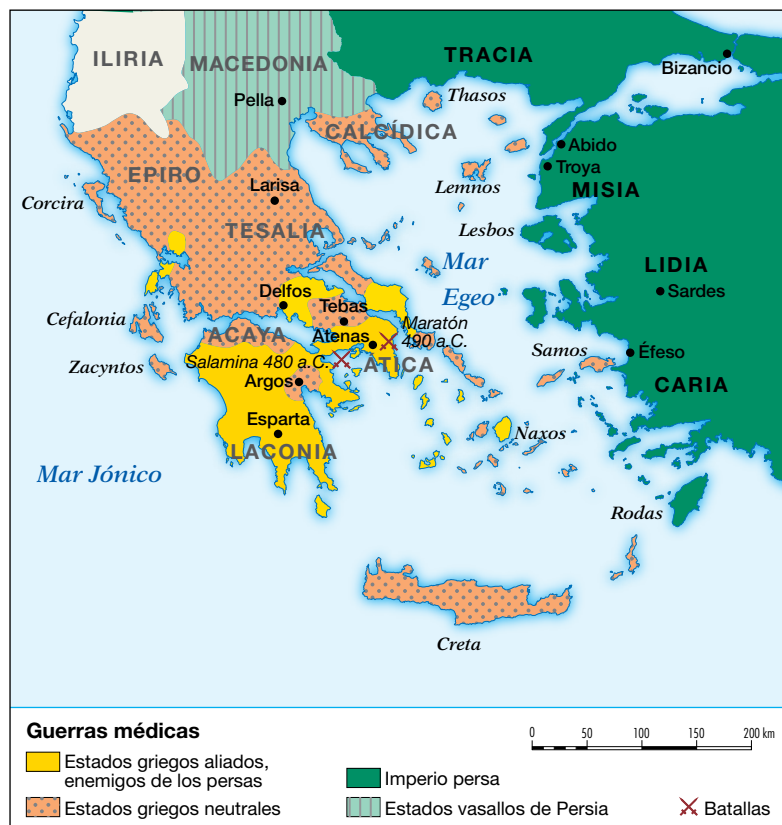 ILIRIA
MACEDONIA
TRACIA
Bizancio
Pella
Thasos
CALCÍDICA
Abido
Troya
EPIRO
Larisa
Lemnos
MISIA
Corcira
TESALIA
Lesbos
Mar
Egeo
LIDIA
Sardes
Delfos
Tebas
Cefalonia
ACAYA
Atenas
Maratón
490 a.C.
Salamina 480 a.C.
ÁTICA
Samos
Éfeso
Zacyntos
Argos
CARIA
Esparta
LACONIA
Naxos
Mar Jónico
Rodas
Creta
Guerras médicas
Estados griegos aliados,
enemigos de los persas
Estados griegos neutrales
Imperio persa
Estados vasallos de Persia
Batallas
0 50 100 150 200 km